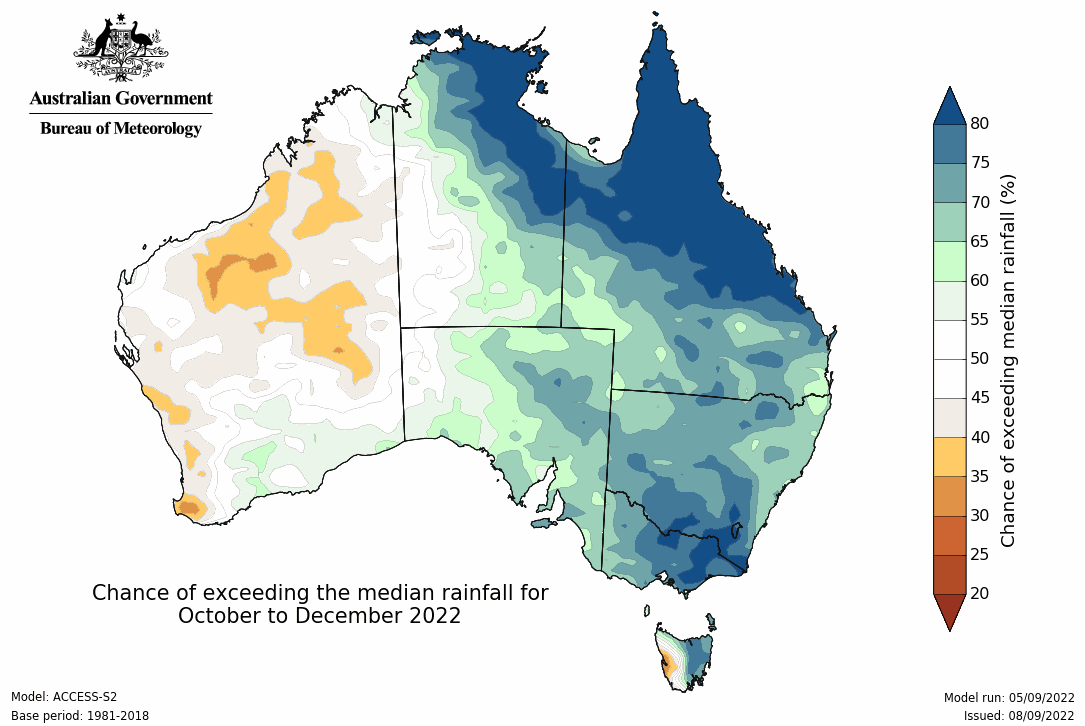 Australian Government
Bureau of Meteorology
80
75
70
65
60
55
50
45
40
35
30
25
20
Chance of exceeding median rainfall (%)
Chance of exceeding the median rainfall for
October to December 2022
Model: ACCESS-S2
Base period: 1981-2018
Model run: 05/09/2022
Issued: 08/09/2022